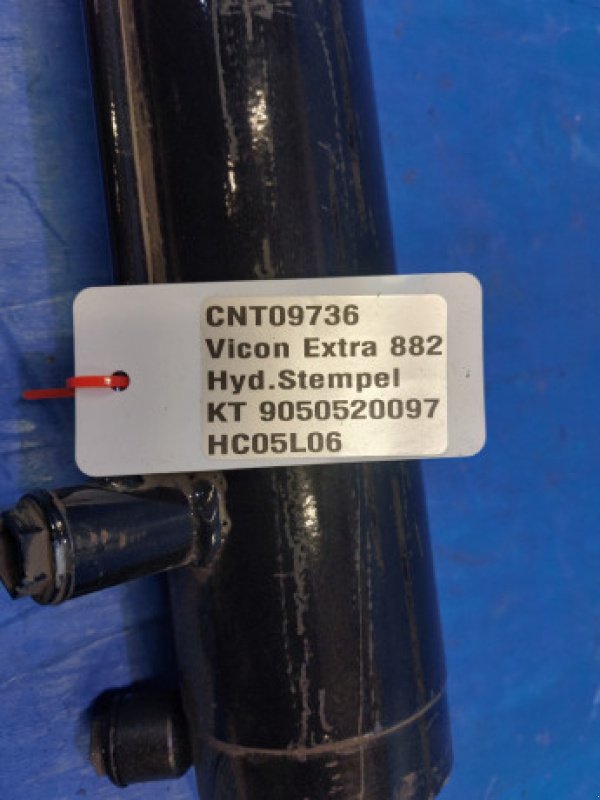 CNT09736
Vicon Extra 882
Hyd.Stempel
KT 9050520097
HC05L06